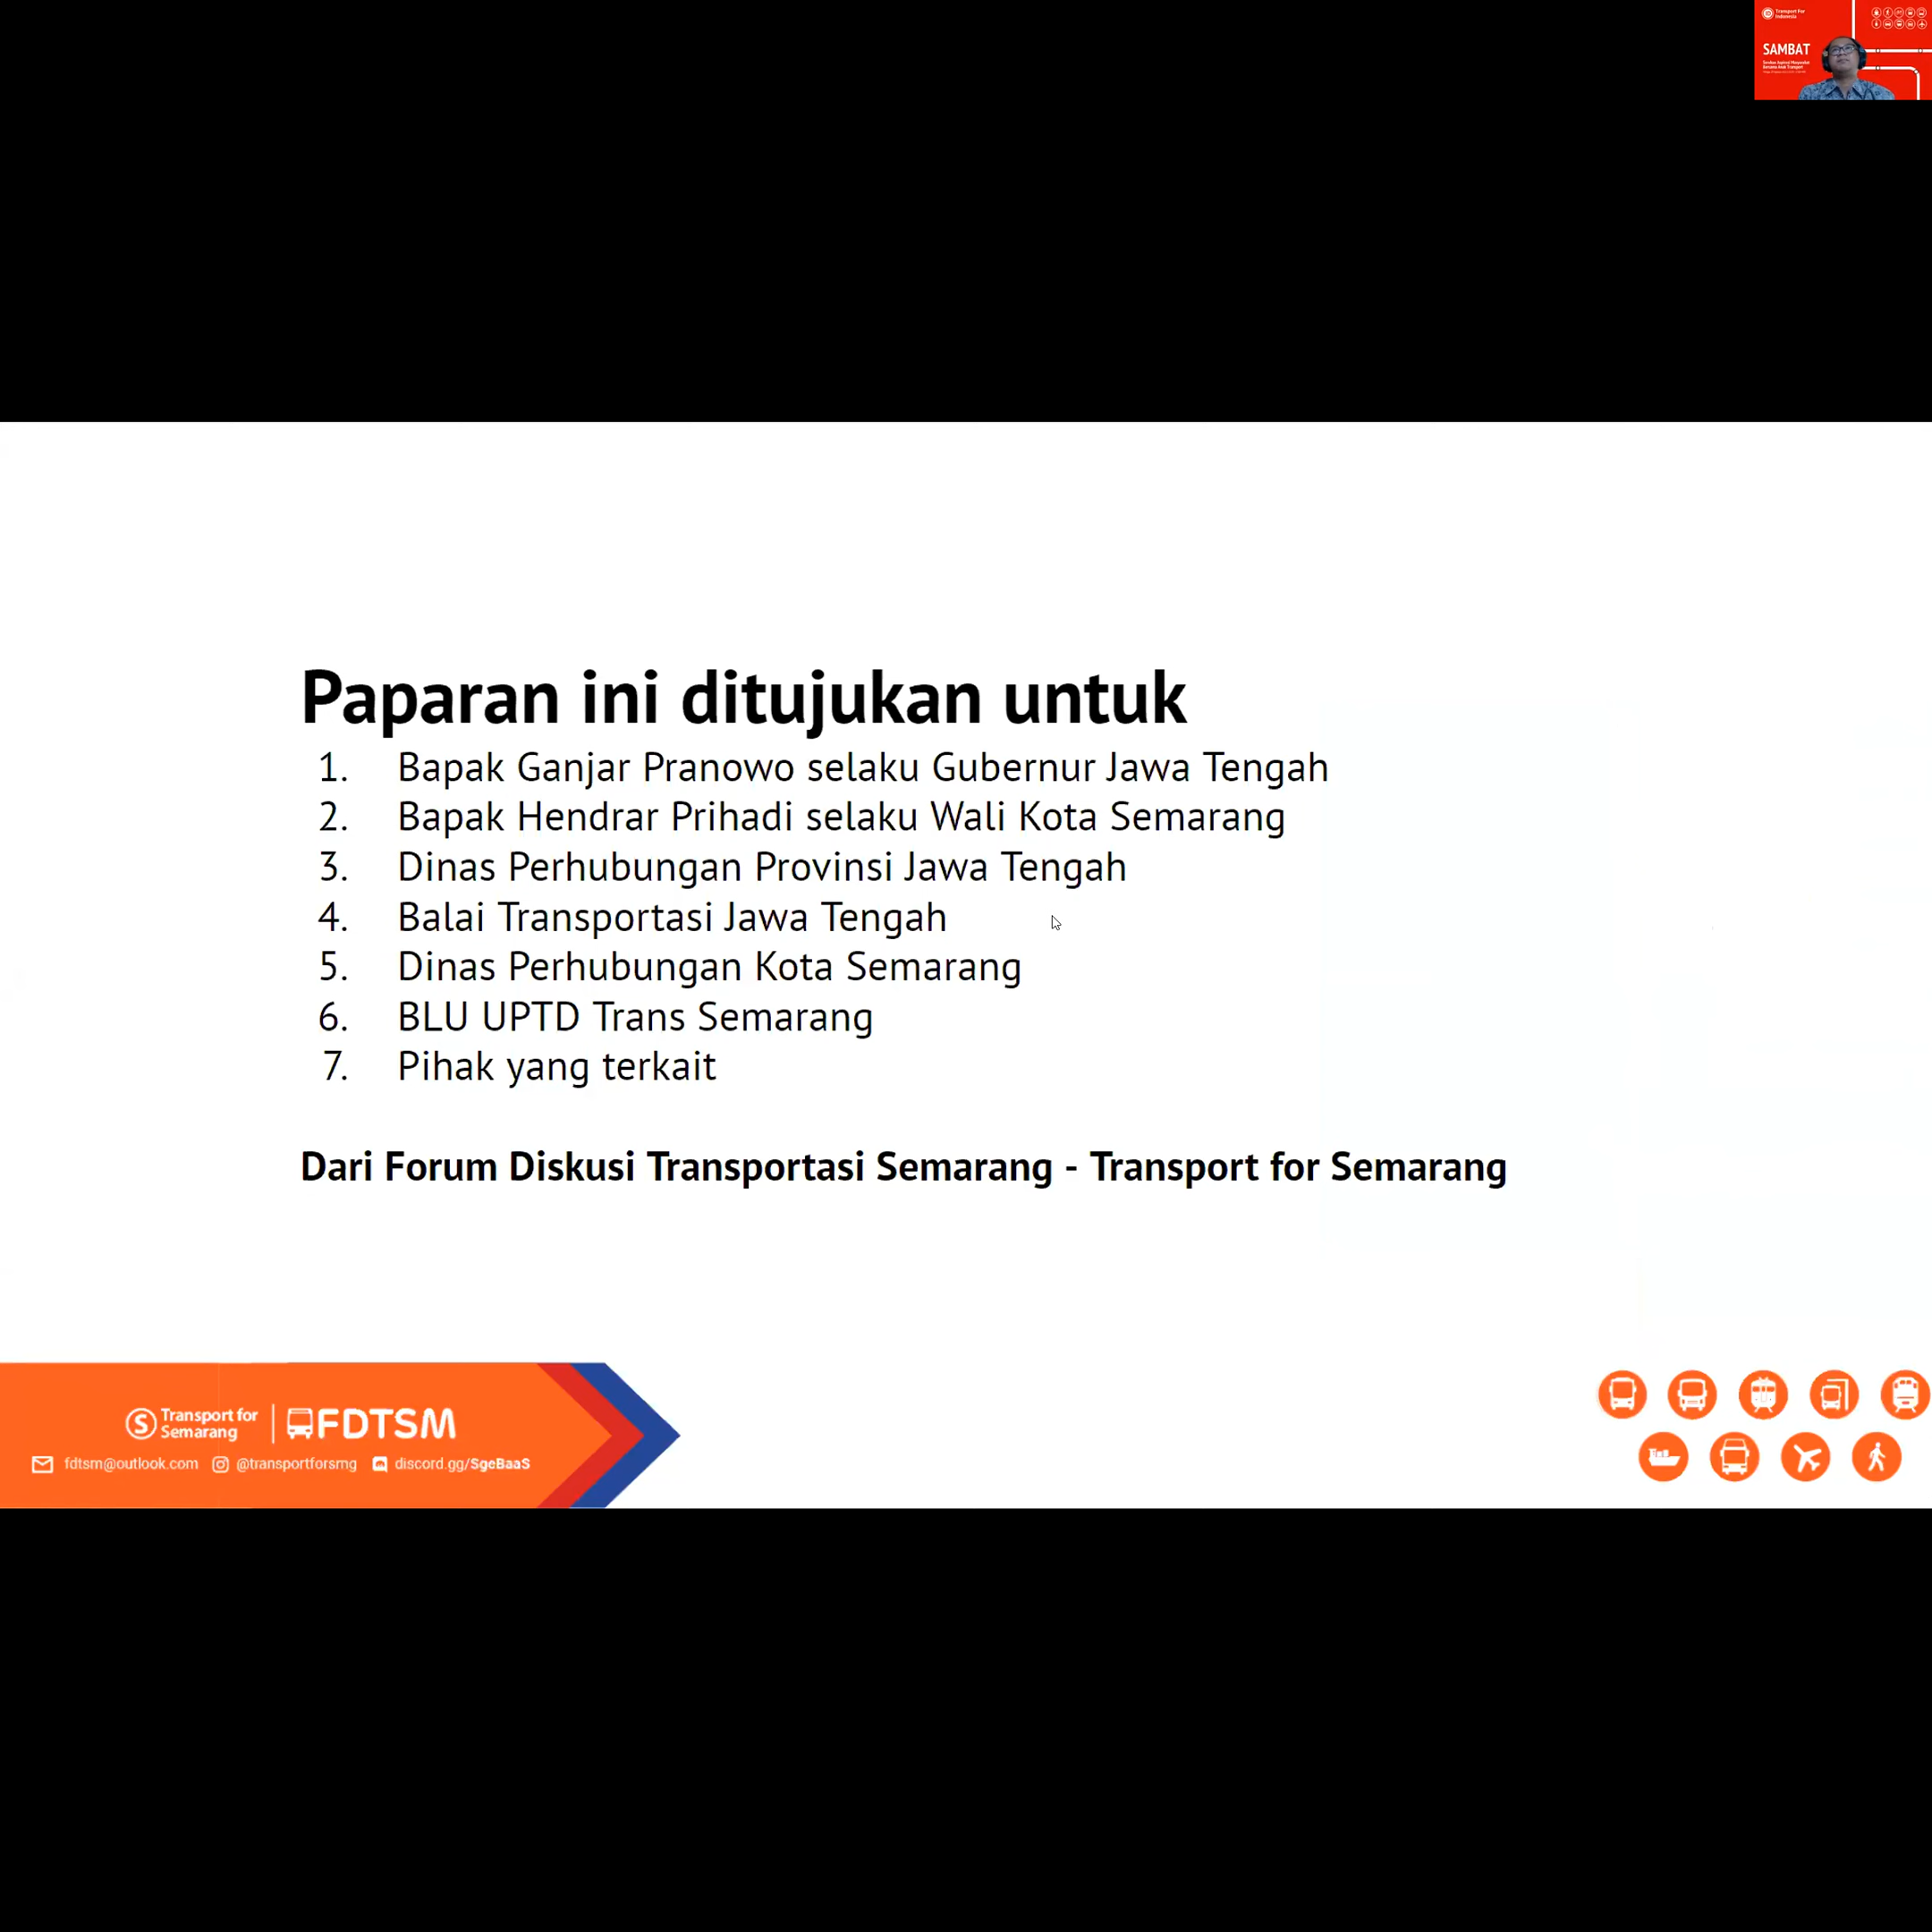 Transport For
Indonesia
SAMBAT
Paparan ini ditujukan untuk
1. Bapak Ganjar Pranowo selaku Gubernur Jawa Tengah
2. Bapak Hendrar Prihadi selaku Wali Kota Semarang
3. Dinas Perhubungan Provinsi Jawa Tengah
4. Balai Transportasi Jawa Tengah
5. Dinas Perhubungan Kota Semarang
6. BLU UPTD Trans Semarang
7. Pihak yang terkait
Dari Forum Diskusi Transportasi Semarang - Transport for Semarang
S Transport for
Semarang
FDTSM
fdtsm@outlook.com @transportforsmg discord.gg/SgeBaaS